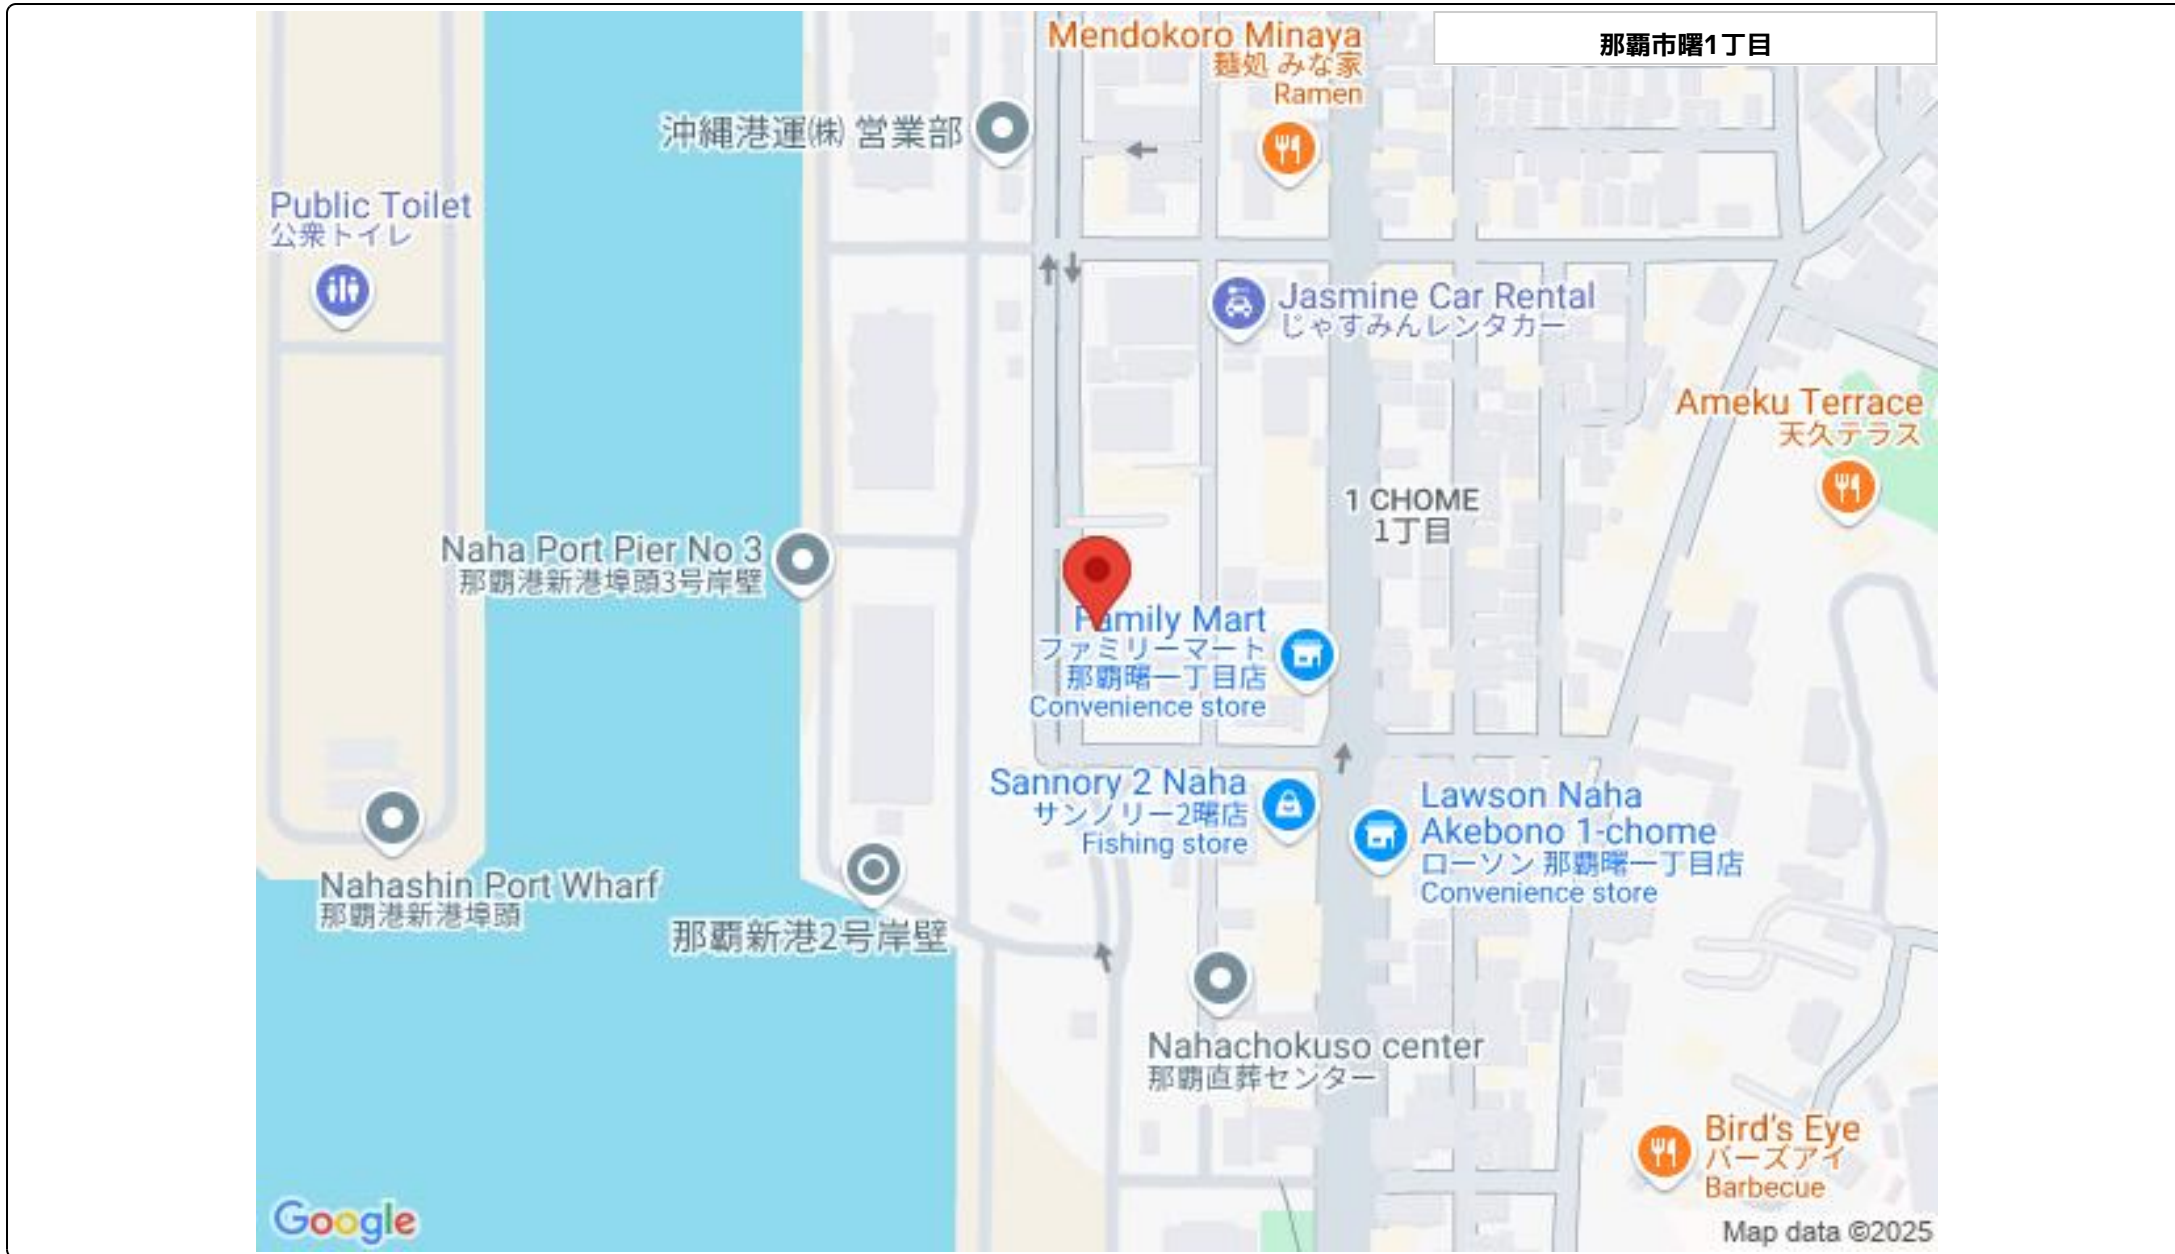 那覇市曙1丁目
Mendokoro Minaya
麺処 みな家
Ramen
沖縄港運㈱ 営業部
Public Toilet
公衆トイレ
Jasmine Car Rental
じゃすみんレンタカー
Ameku Terrace
天久テラス
1 CHOME
1丁目
Naha Port Pier No 3
那覇港新港埠頭3号岸壁
Family Mart
ファミリーマート
那覇曙一丁目店
Convenience store
Sannory 2 Naha
サンノリー2曙店
Fishing store
Lawson Naha
Akebono 1-chome
ローソン 那覇曙一丁目店
Convenience store
Nahashin Port Wharf
那覇港新港埠頭
那覇新港2号岸壁
Nahachokuso center
那覇直葬センター
Bird's Eye
バーズアイ
Barbecue
Google
Map data ©2025